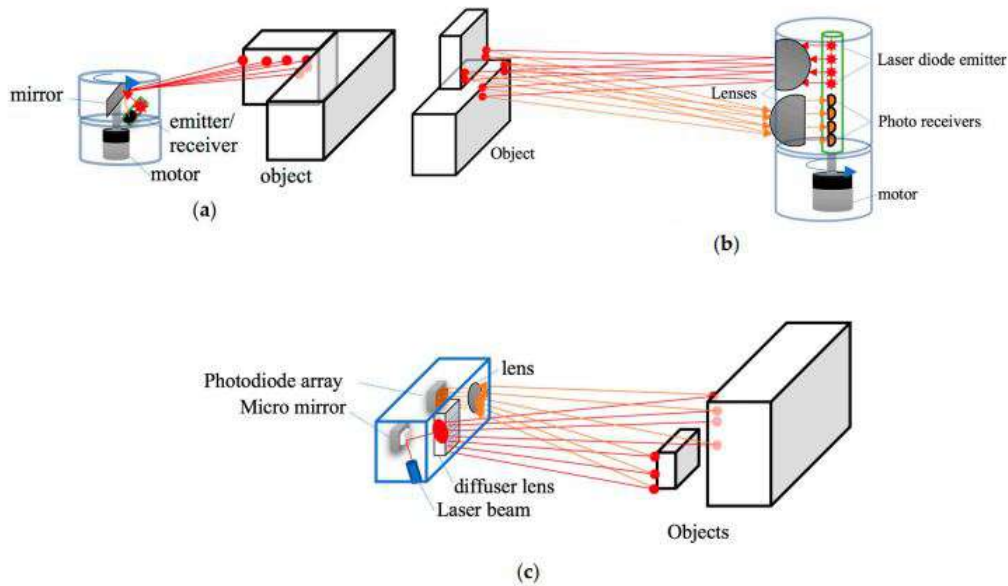 mirror
emitter/
receiver
motor
object
(a)
Object
Lenses
Laser diode emitter
Photo receivers
motor
(b)
Photodiode array
Micro mirror
lens
diffuser lens
Laser beam
Objects
(c)